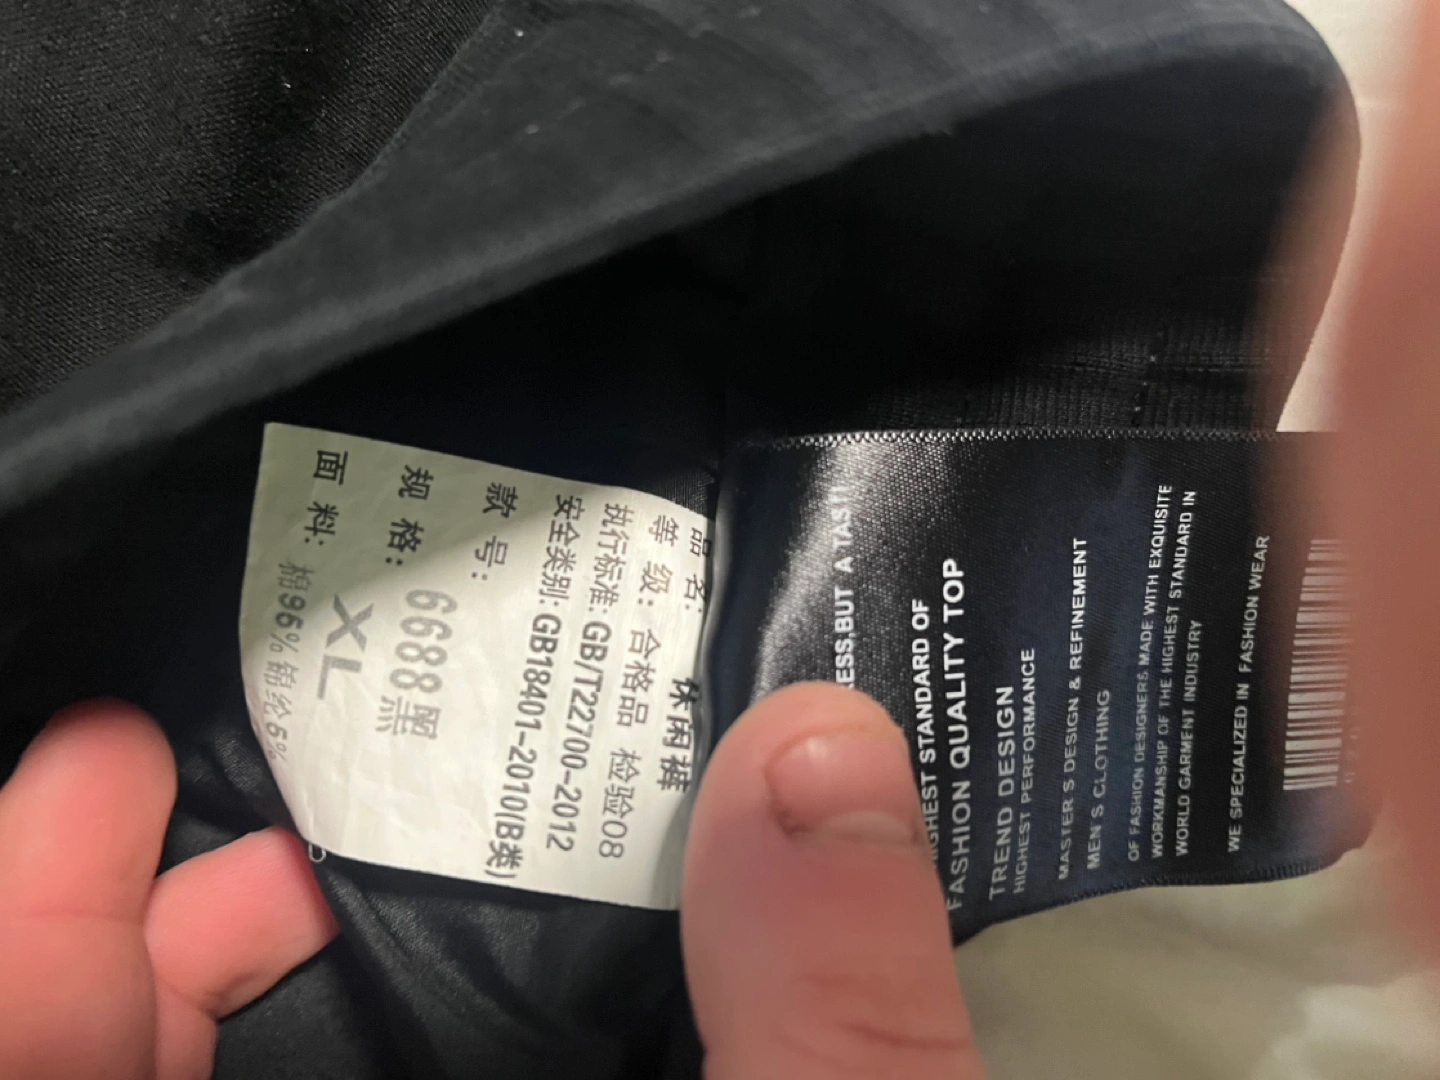 品 名: 休闲裤
等 级: 合格品 检验08
执行标准: GB/T22700-2012
安全类别: GB18401-2010(B类)
款 号: 6688黑
规 格: XL
面 料: 棉95% 锦纶5%
BUT A
HIGHEST STANDARD OF
FASHION QUALITY TOP
TREND DESIGN
HIGHEST PERFORMANCE
MASTER S DESIGN & REFINEMENT
MEN S CLOTHING
OF FASHION DESIGNERS MADE WITH EXQUISITE
WORKMANSHIP OF THE HIGHEST STANDARD IN
WORLD GARMENT INDUSTRY
WE SPECIALIZED IN FASHION WEAR